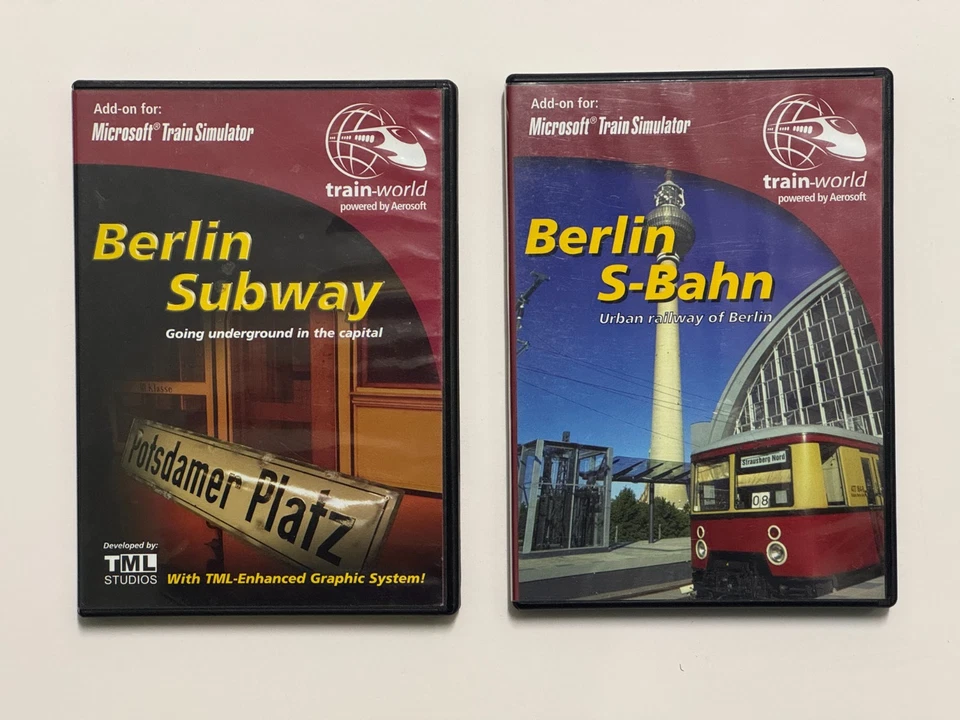 Add-on for:
Microsoft® Train Simulator
train-world
powered by Aerosoft
Berlin
Subway
Going underground in the capital
Klasse
Potsdamer Platz
Developed by:
TML
STUDIOS
With TML-Enhanced Graphic System!
Add-on for:
Microsoft® Train Simulator
train-world
powered by Aerosoft
Berlin
S-Bahn
Urban railway of Berlin
Strausberg Nord
08